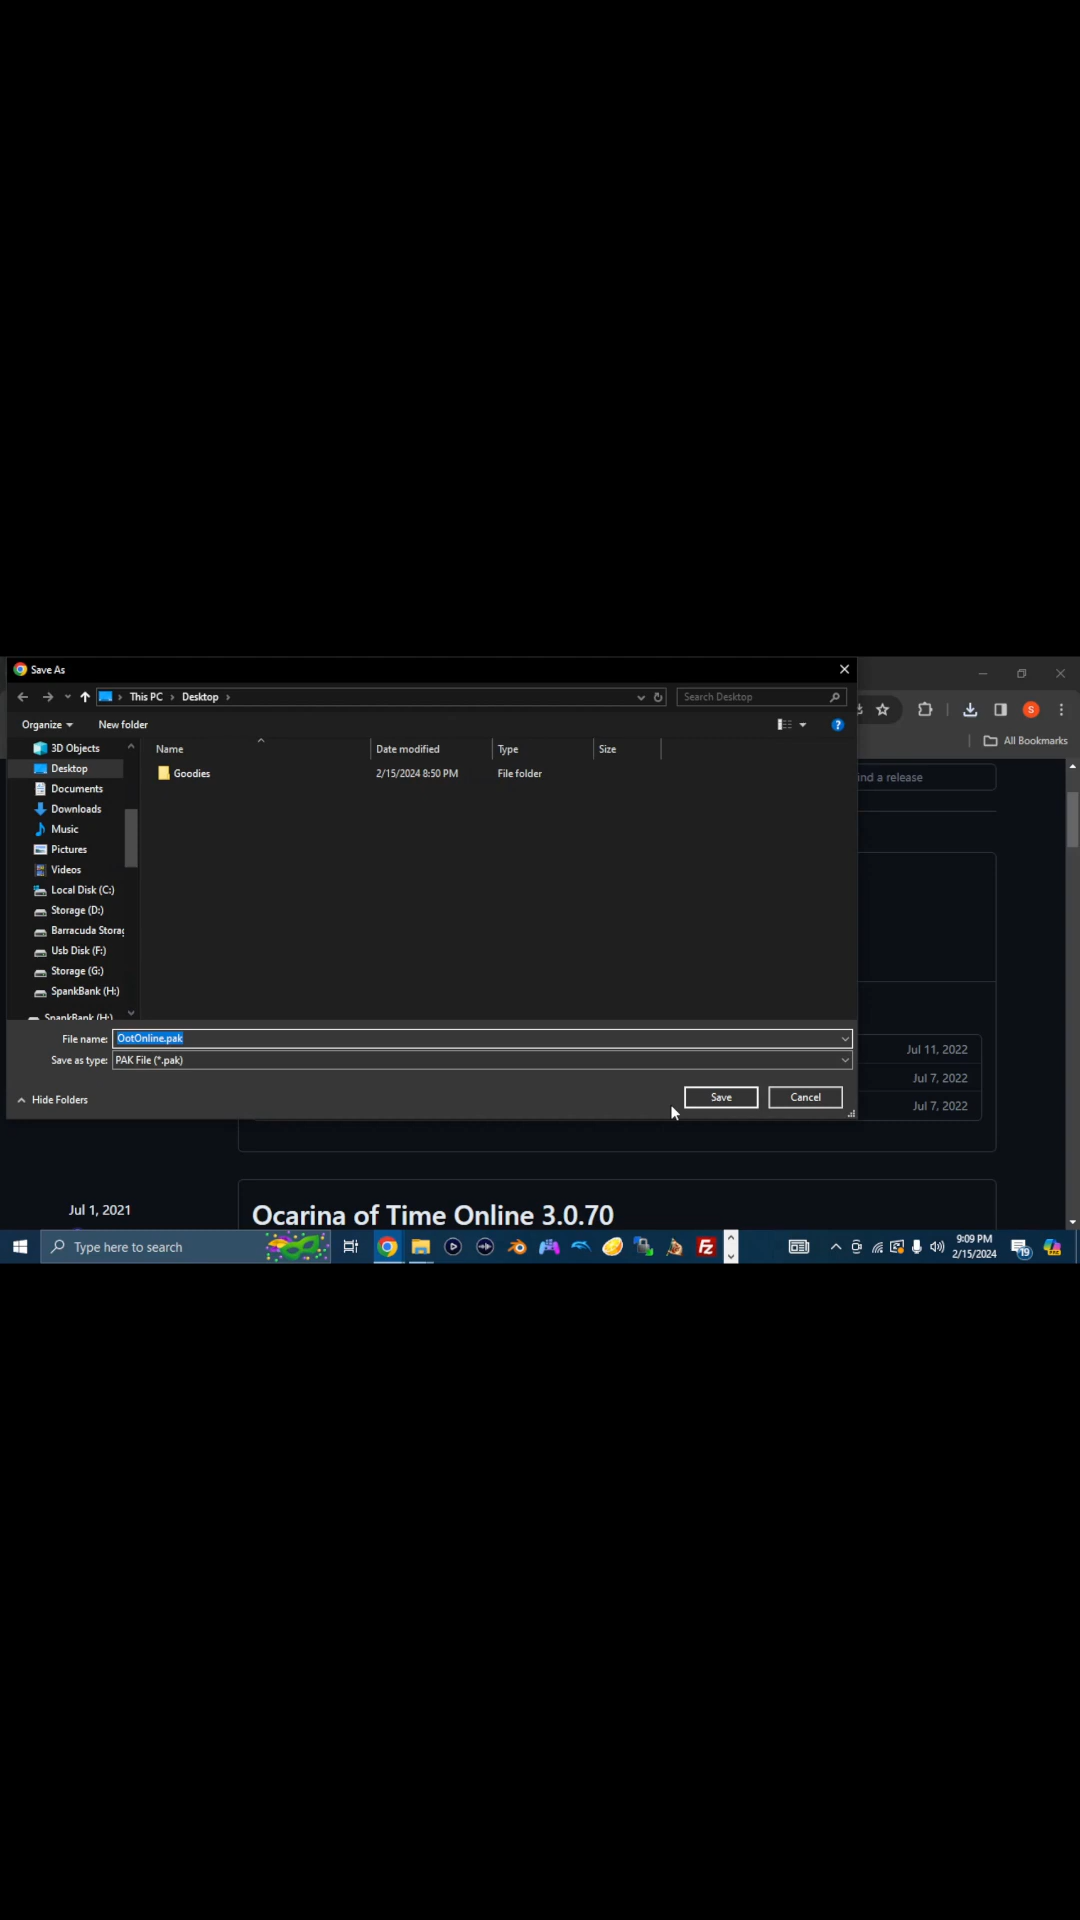 Save As
This PC > Desktop >
Search Desktop
Organize
New folder
Name
Date modified
Type
Size
3D Objects
Desktop
Documents
Downloads
Music
Pictures
Videos
Local Disk (C:)
Storage (D:)
Barracuda Storag
Usb Disk (F:)
Storage (G:)
SpankBank (H:)
SpankBank (H:)
Goodies
2/15/2024 8:50 PM
File folder
File name:
OotOnline.pak
Save as type:
PAK File (*.pak)
Hide Folders
Save
Cancel
S
All Bookmarks
ind a release
Jul 11, 2022
Jul 7, 2022
Jul 7, 2022
Jul 1, 2021
Ocarina of Time Online 3.0.70
Type here to search
9:09 PM
2/15/2024
19